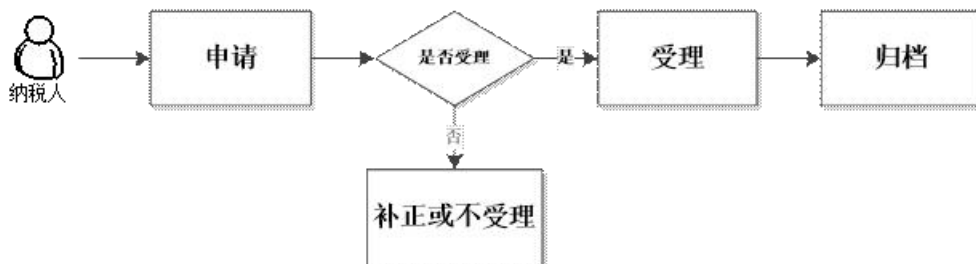 纳税人
申请
是否受理
是
受理
归档
否
补正或不受理